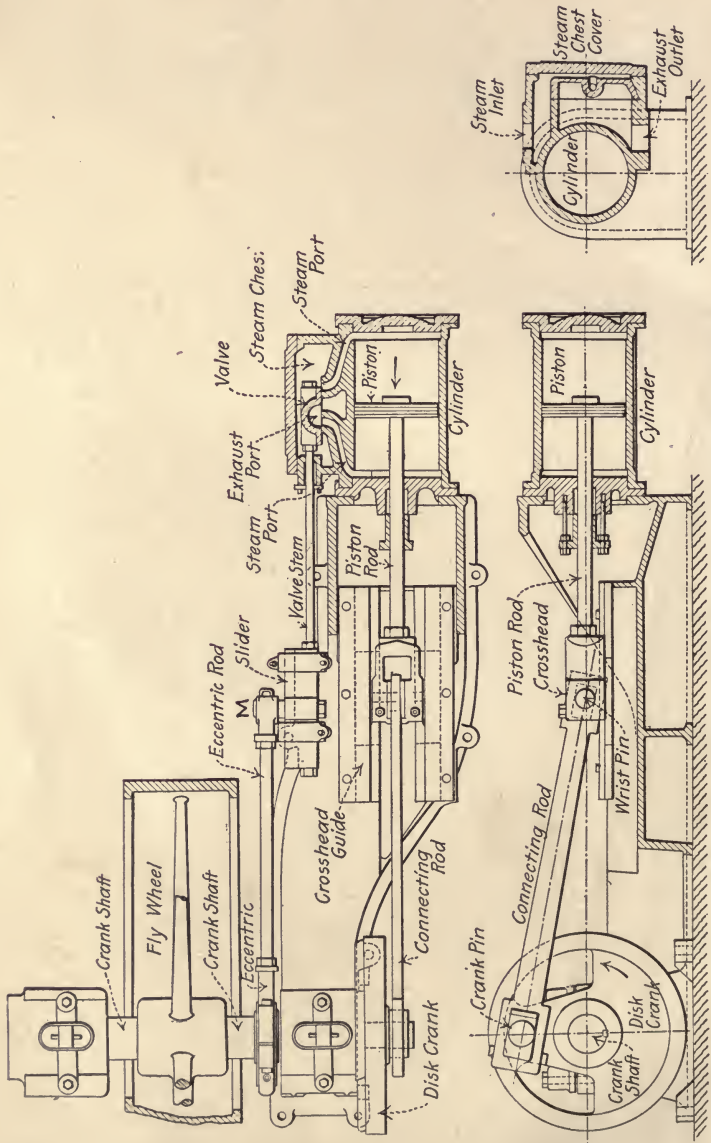 Crank Shaft
Fly Wheel
Crank Shaft
Eccentric
Eccentric Rod
M
Slider
Valve Stem
Steam
Port
Exhaust
Port
Valve
Steam Ches:
Steam
Port
Piston
Cylinder
Piston
Rod
Crosshead
Guide
Connecting
Rod
Disk Crank
Steam
Inlet
Steam
Chest
Cover
Cylinder
Exhaust
Outlet
Crank Pin
Connecting Rod
Piston Rod
Crosshead
Wrist Pin
Piston
Cylinder
Disk
Crank
Crank
Shaft